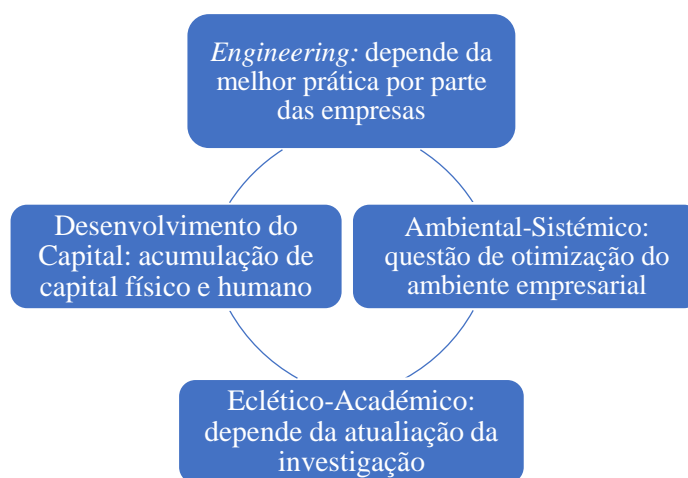 Engineering: depende da
melhor prática por parte
das empresas
Desenvolvimento do
Capital: acumulação de
capital físico e humano
Ambiental-Sistémico:
questão de otimização do
ambiente empresarial
Eclético-Académico:
depende da atualiação da
investigação